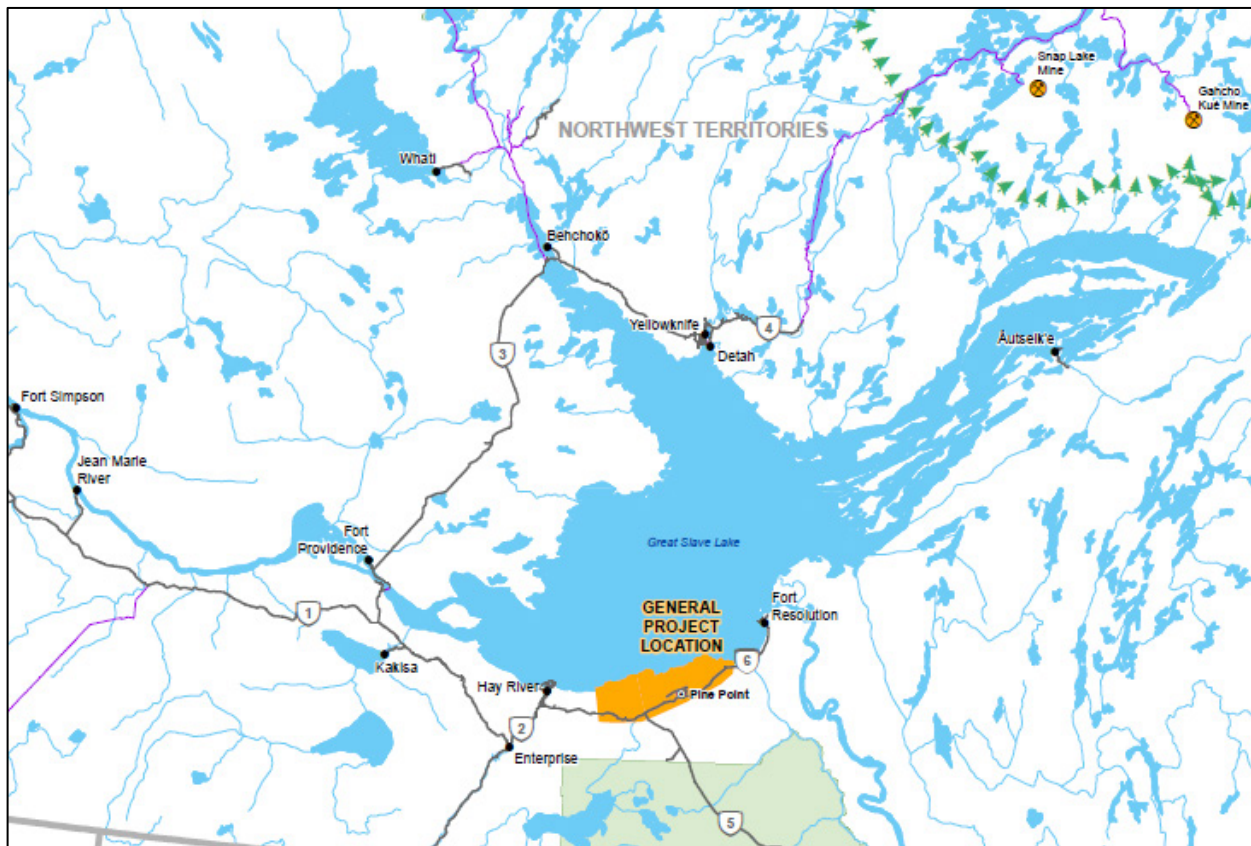 Snap Lake
Mine
Gahcho
Kué Mine
NORTHWEST TERRITORIES
Whatì
Behchokǫ̀
Yellowknife
4
Detah
3
Åutselk'e
Fort Simpson
Jean Marie
River
Fort
Providence
Great Slave Lake
1
GENERAL
PROJECT
LOCATION
Fort
Resolution
Kakisa
6
Hay River
Pine Point
2
Enterprise
5